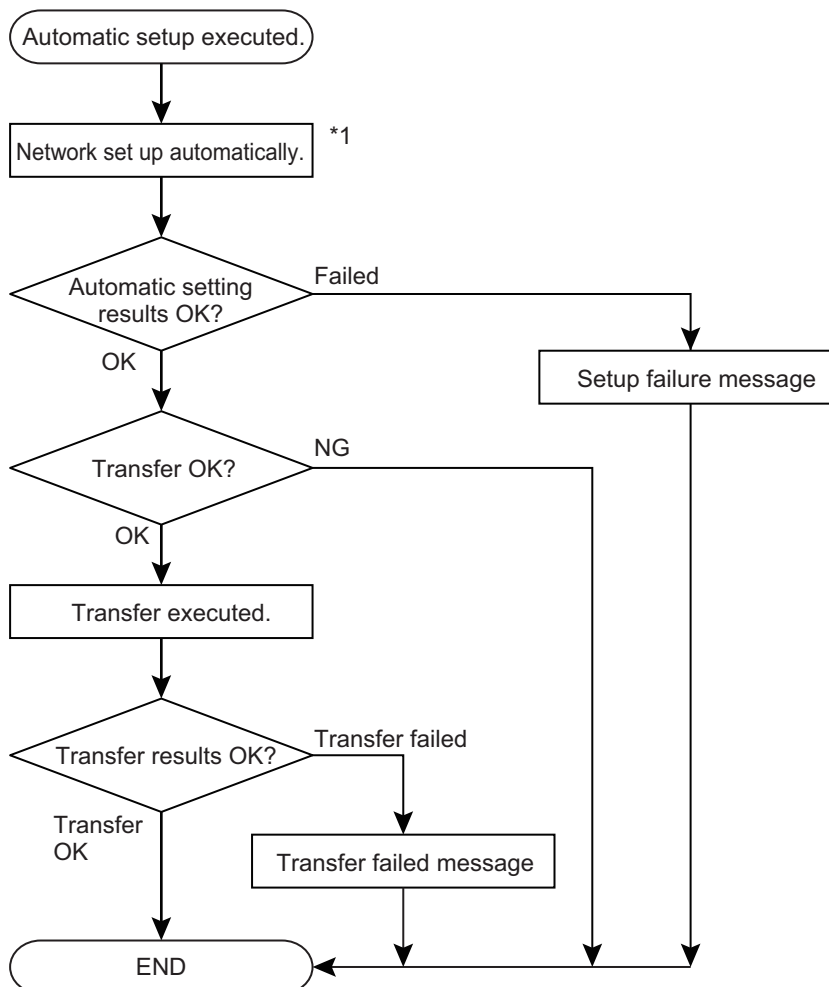 Automatic setup executed.
Network set up automatically.
*1
Automatic setting
results OK?
Failed
OK
Setup failure message
Transfer OK?
NG
OK
Transfer executed.
Transfer results OK?
Transfer failed
Transfer
OK
Transfer failed message
END